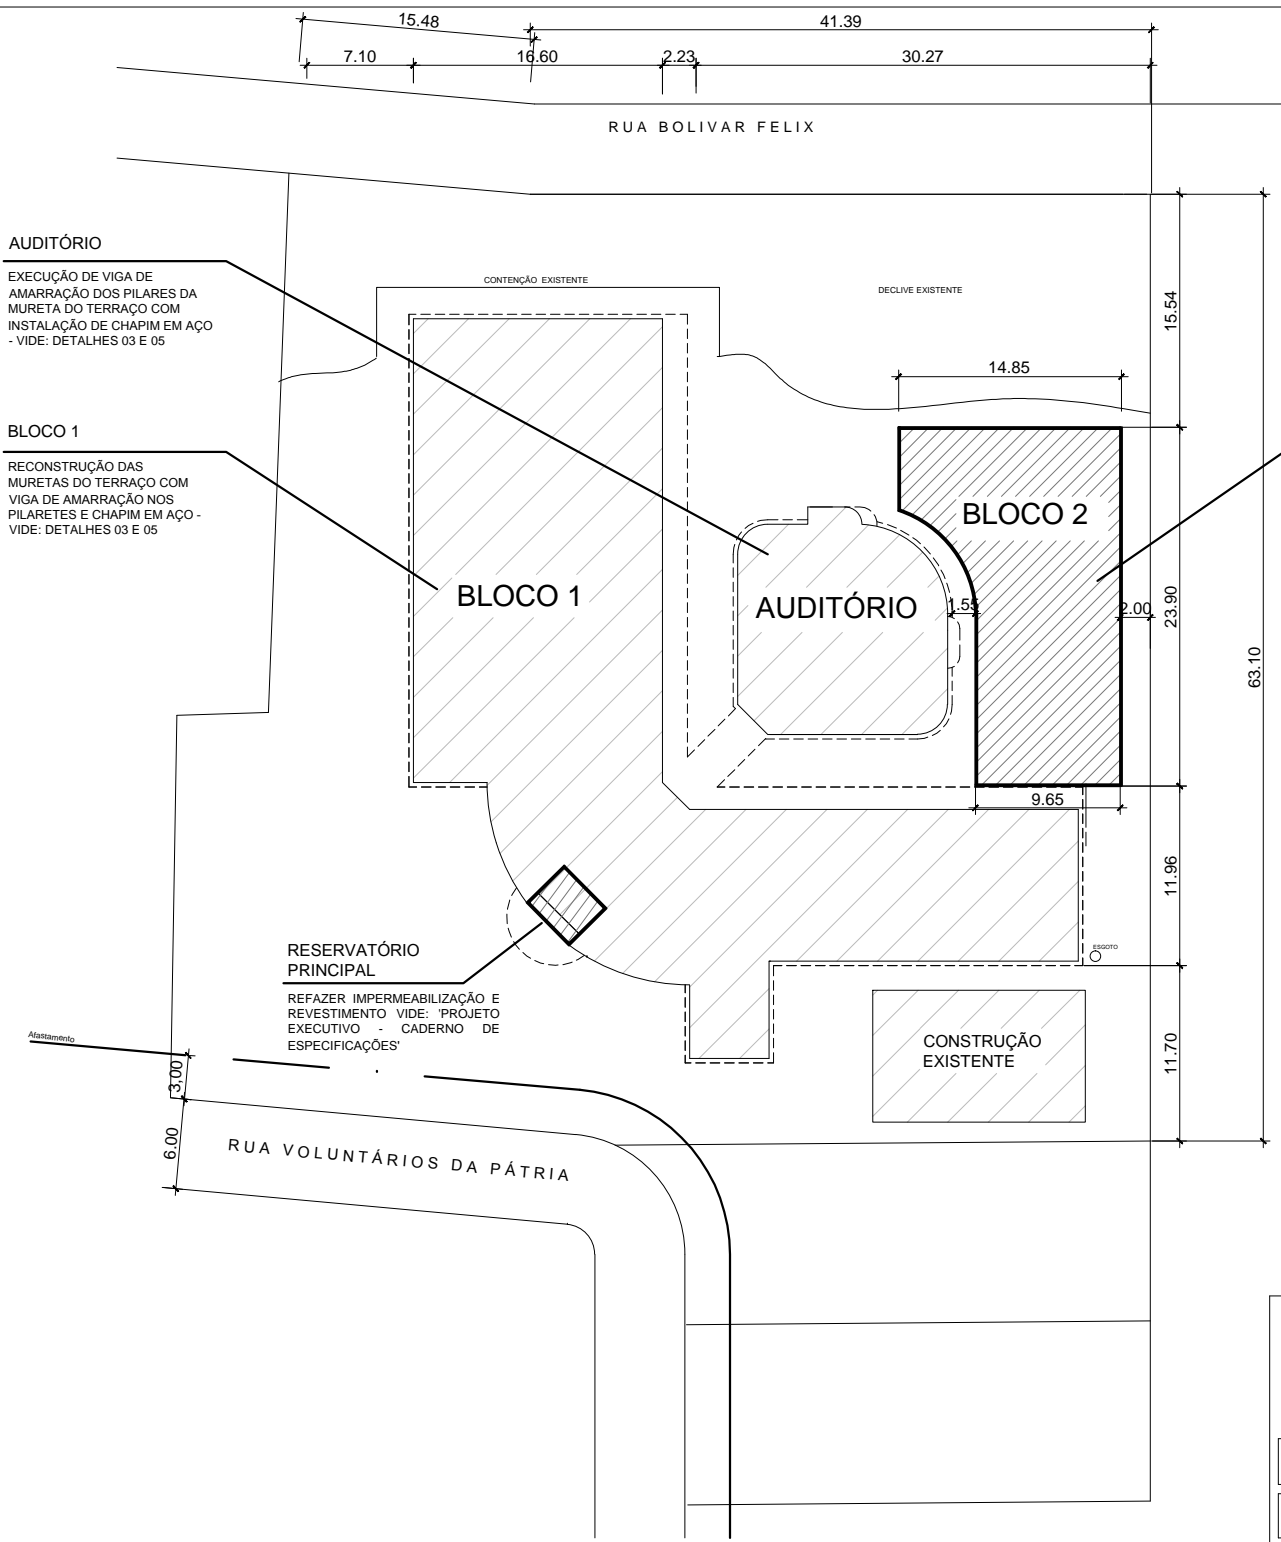 15.48
41.39
7.10
16.60
2.23
30.27
RUA BOLIVAR FELIX
AUDITÓRIO
EXECUÇÃO DE VIGA DE
AMARRAÇÃO DOS PILARES DA
MURETA DO TERRAÇO COM
INSTALAÇÃO DE CHAPIM EM AÇO
- VIDE: DETALHES 03 E 05
CONTENÇÃO EXISTENTE
DECLIVE EXISTENTE
15.54
14.85
BLOCO 1
RECONSTRUÇÃO DAS
MURETAS DO TERRAÇO COM
VIGA DE AMARRAÇÃO NOS
PILARETES E CHAPIM EM AÇO -
VIDE: DETALHES 03 E 05
BLOCO 2
BLOCO 1
AUDITÓRIO
1.55
2.00
23.90
63.10
9.65
11.96
ESGOTO
RESERVATÓRIO
PRINCIPAL
REFAZER IMPERMEABILIZAÇÃO E
REVESTIMENTO VIDE: 'PROJETO
EXECUTIVO - CADERNO DE
ESPECIFICAÇÕES'
CONSTRUÇÃO
EXISTENTE
11.70
Afastamento
3,00
6.00
RUA VOLUNTÁRIOS DA PÁTRIA